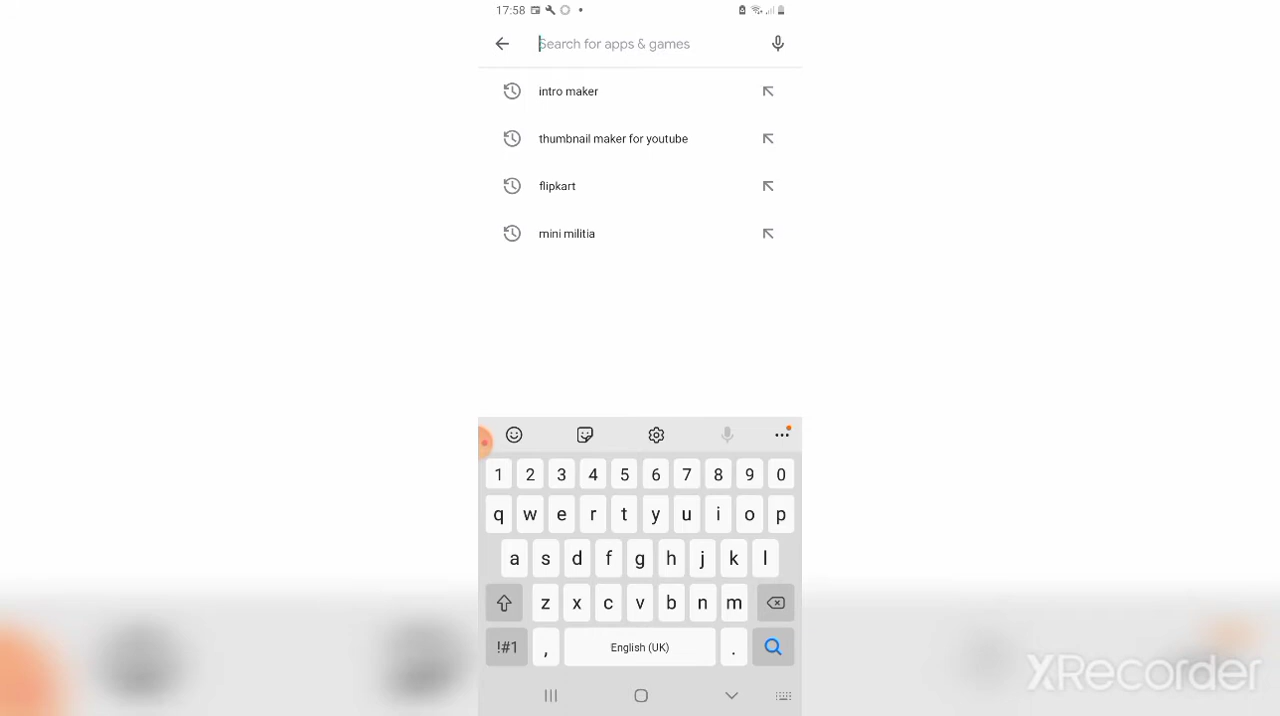 17:58
Search for apps & games
intro maker
thumbnail maker for youtube
flipkart
mini militia
1 2 3 4 5 6 7 8 9 0
q w e r t y u i o p
a s d f g h j k l
z x c v b n m
!#1 , English (UK) .
XRecorder